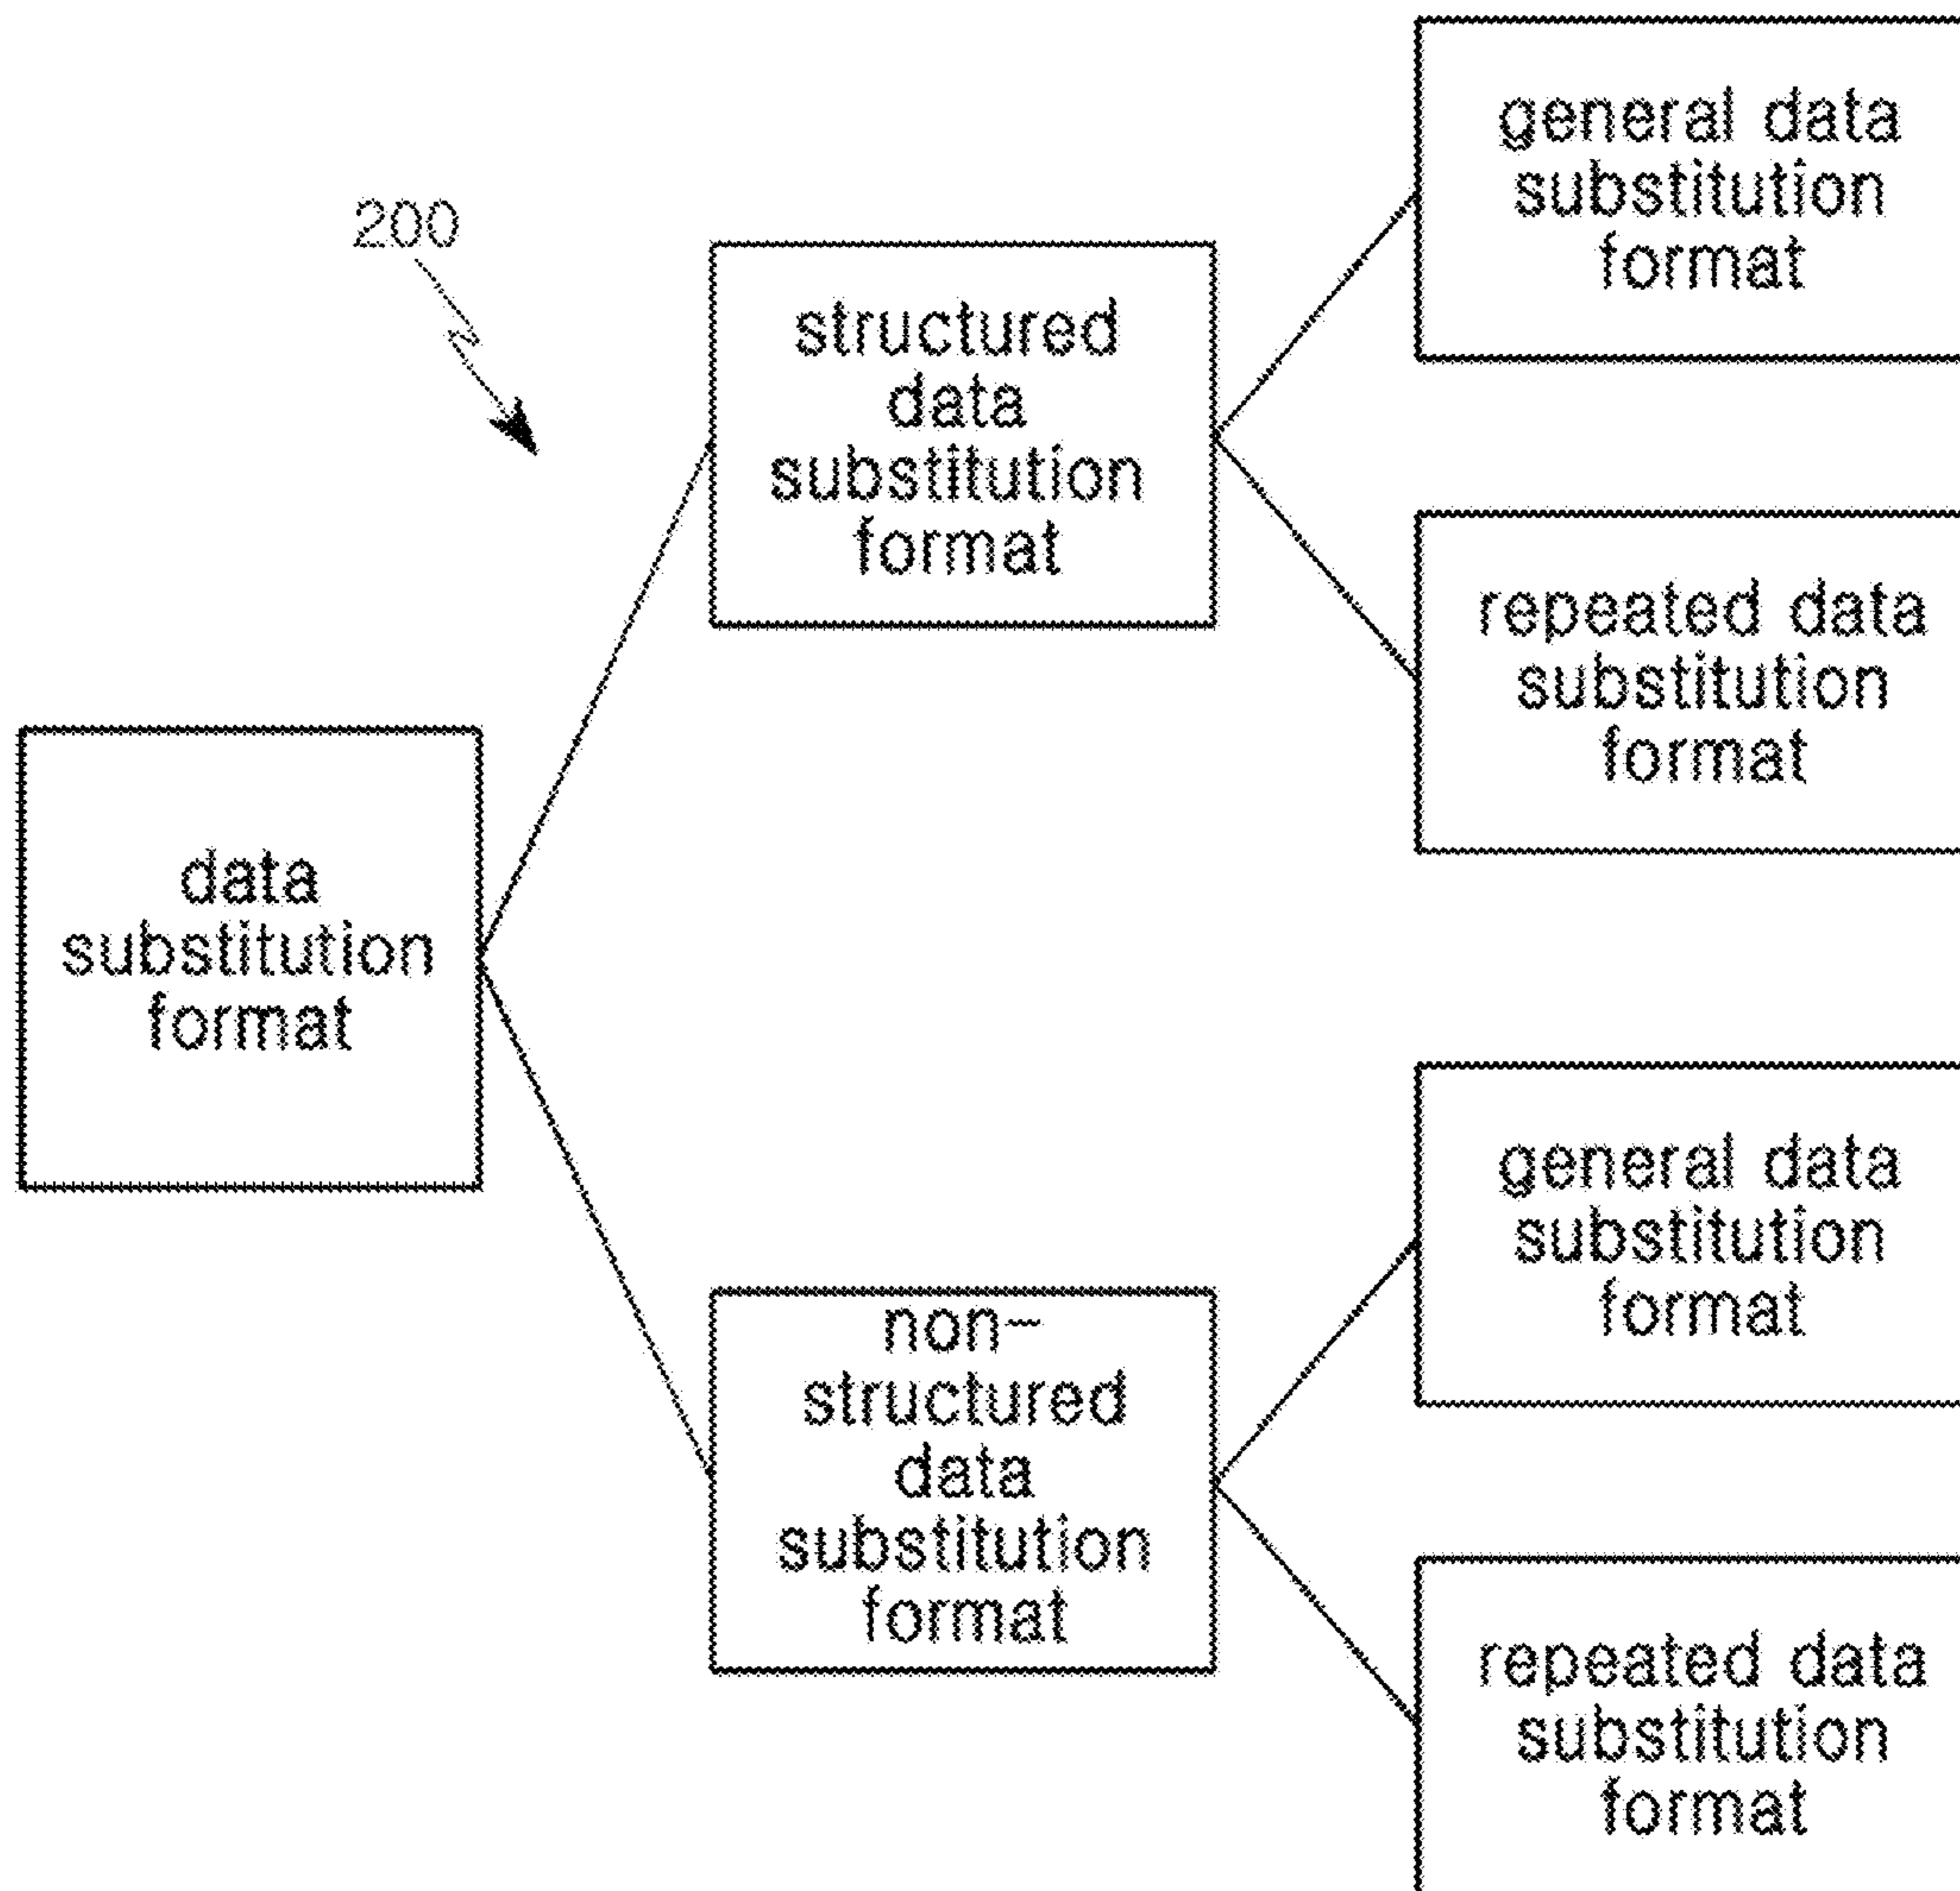 200
data
substitution
format
structured
data
substitution
format
general data
substitution
format
repeated data
substitution
format
non-
structured
data
substitution
format
general data
substitution
format
repeated data
substitution
format